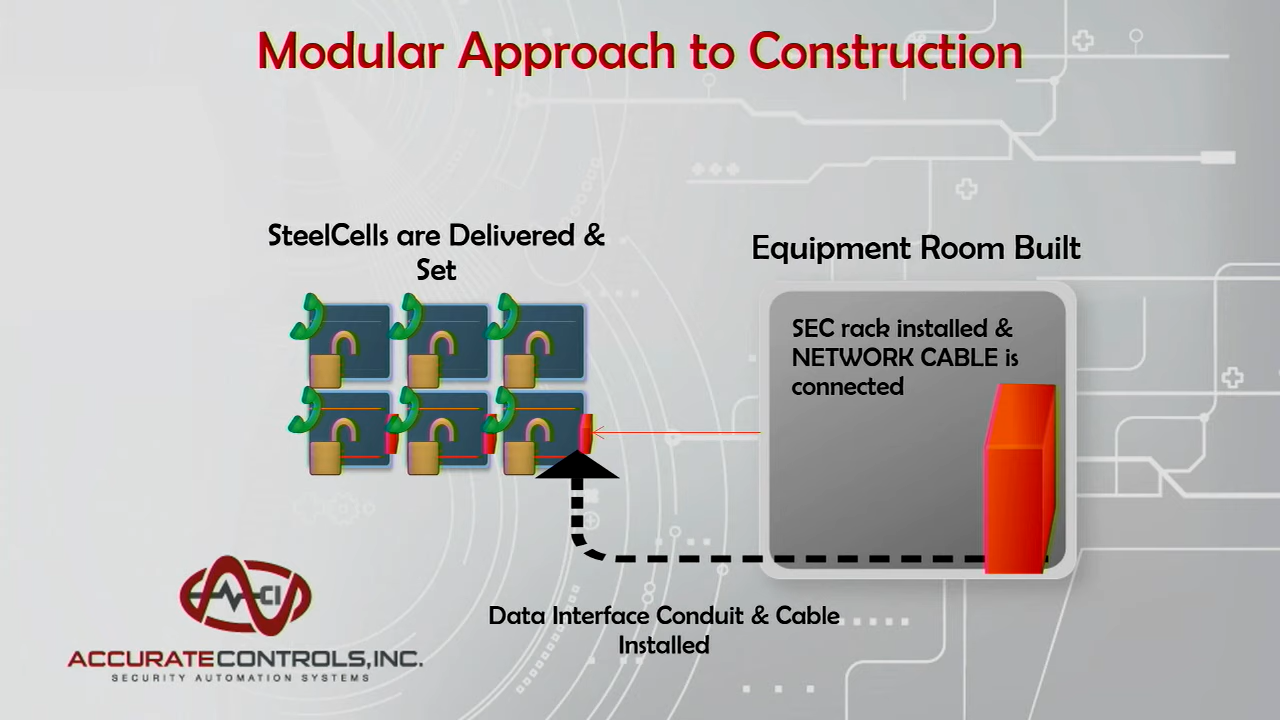 Modular Approach to Construction
SteelCells are Delivered &
Set
Equipment Room Built
SEC rack installed &
NETWORK CABLE is
connected
Data Interface Conduit & Cable
Installed
ACI
ACCURATECONTROLS,INC.
SECURITY AUTOMATION SYSTEMS